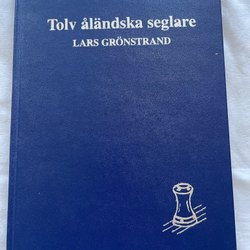 Tolv åländska seglare
LARS GRÖNSTRAND